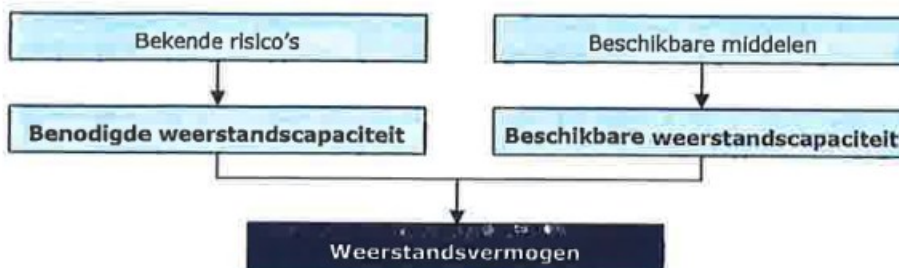 Bekende risico's
Beschikbare middelen
Benodigde weerstandscapaciteit
Beschikbare weerstandscapaciteit
Weerstandsvermogen